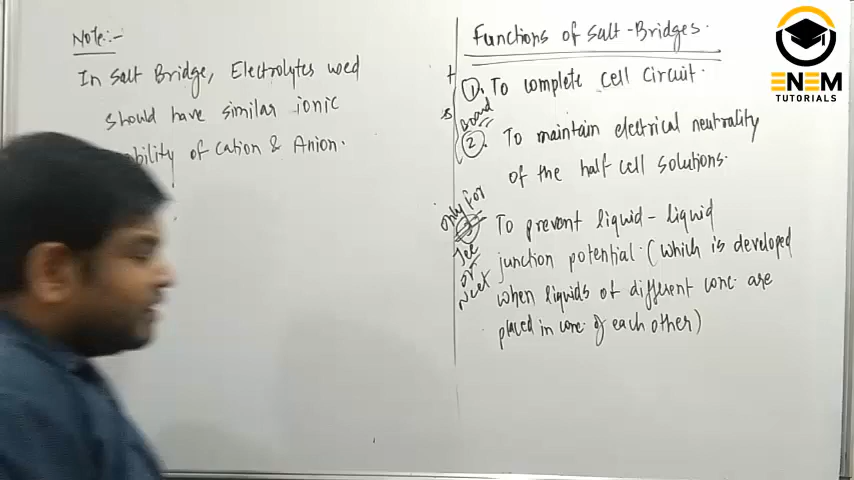 Note:-
In Salt Bridge, Electrolytes used
should have similar ionic
mobility of Cation & Anion.
Functions of Salt-Bridges.
1. To complete cell circuit.
Board
2. To maintain electrical neutrality
of the half cell solutions.
only for
3 To prevent liquid-liquid
Jee
junction potential. (which is developed
or
Neet
when liquids of different conc. are
placed in conc. of each other)
ENEM
TUTORIALS